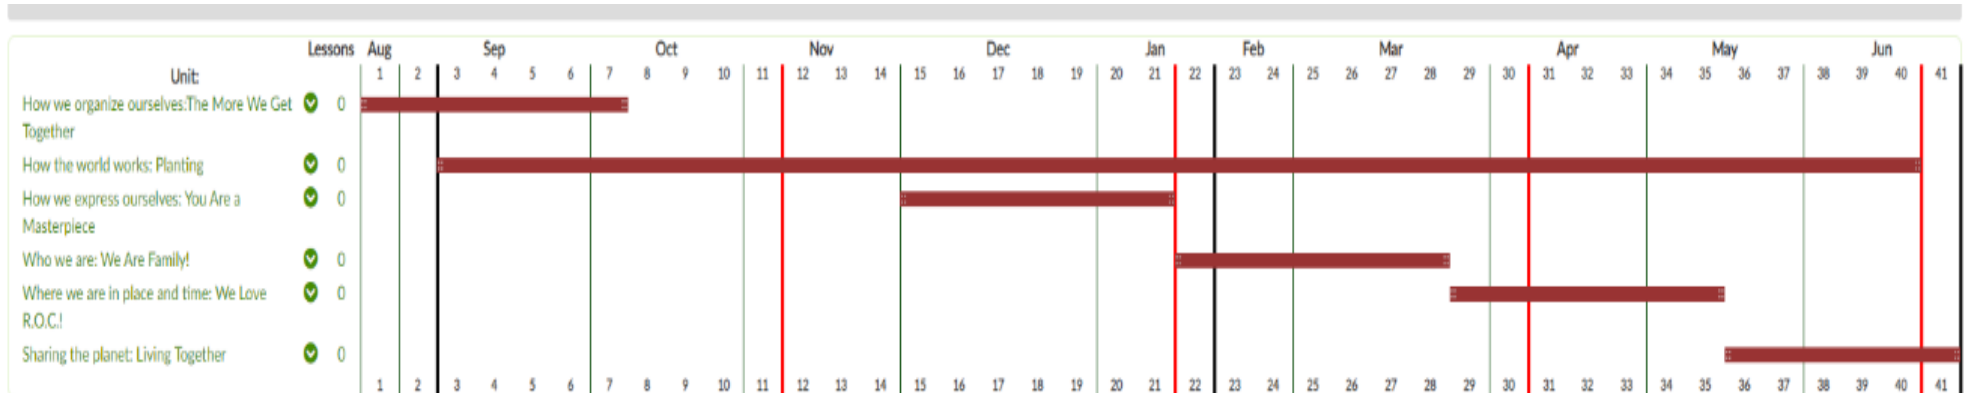 Lessons Aug Sep Oct Nov Dec Jan Feb Mar Apr May Jun
Unit: 1 2 3 4 5 6 7 8 9 10 11 12 13 14 15 16 17 18 19 20 21 22 23 24 25 26 27 28 29 30 31 32 33 34 35 36 37 38 39 40 41
How we organize ourselves:The More We Get 0
Together
How the world works: Planting 0
How we express ourselves: You Are a 0
Masterpiece
Who we are: We Are Family! 0
Where we are in place and time: We Love 0
R.O.C.!
Sharing the planet: Living Together 0
1 2 3 4 5 6 7 8 9 10 11 12 13 14 15 16 17 18 19 20 21 22 23 24 25 26 27 28 29 30 31 32 33 34 35 36 37 38 39 40 41